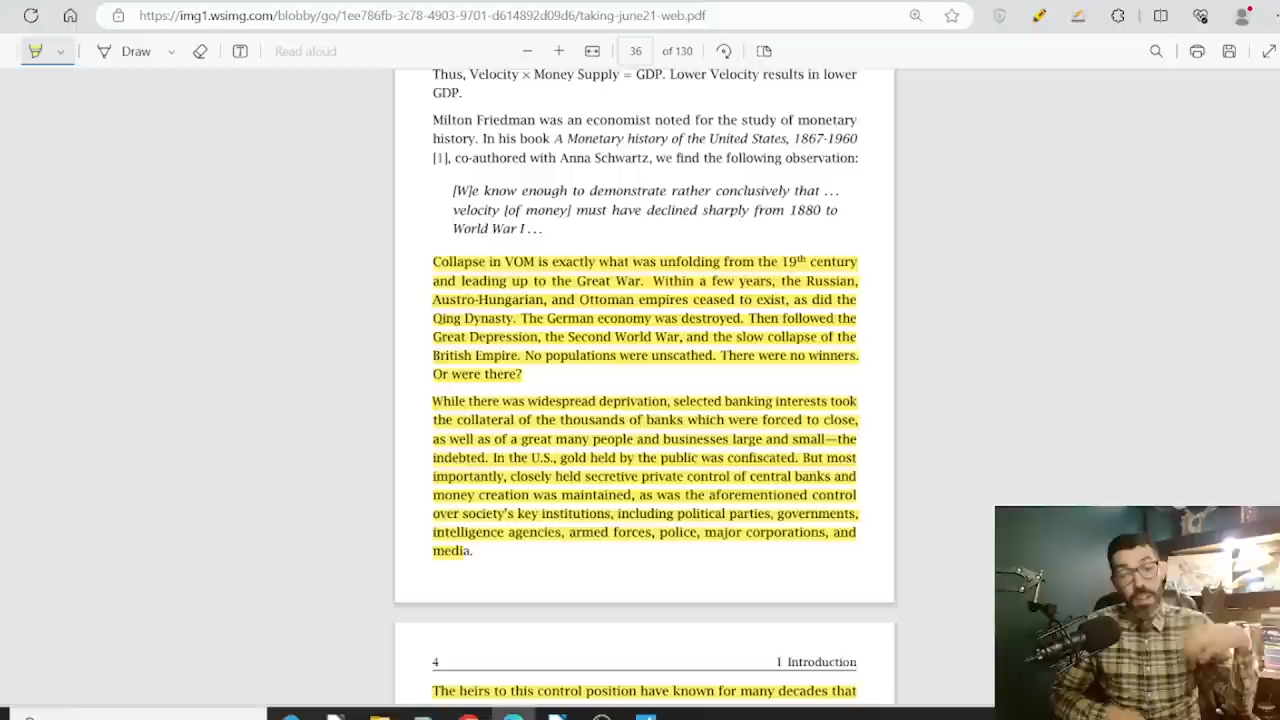 https://img1.wsimg.com/blobby/go/1ee786fb-3c78-4903-9701-d614892d09d6/taking-june21-web.pdf
Draw
Read aloud
36 of 130
Thus, Velocity × Money Supply = GDP. Lower Velocity results in lower
GDP.
Milton Friedman was an economist noted for the study of monetary
history. In his book A Monetary history of the United States, 1867-1960
[1], co-authored with Anna Schwartz, we find the following observation:
[W]e know enough to demonstrate rather conclusively that …
velocity [of money] must have declined sharply from 1880 to
World War I …
Collapse in VOM is exactly what was unfolding from the 19th century
and leading up to the Great War. Within a few years, the Russian,
Austro-Hungarian, and Ottoman empires ceased to exist, as did the
Qing Dynasty. The German economy was destroyed. Then followed the
Great Depression, the Second World War, and the slow collapse of the
British Empire. No populations were unscathed. There were no winners.
Or were there?
While there was widespread deprivation, selected banking interests took
the collateral of the thousands of banks which were forced to close,
as well as of a great many people and businesses large and small—the
indebted. In the U.S., gold held by the public was confiscated. But most
importantly, closely held secretive private control of central banks and
money creation was maintained, as was the aforementioned control
over society's key institutions, including political parties, governments,
intelligence agencies, armed forces, police, major corporations, and
media.
4 I Introduction
The heirs to this control position have known for many decades that